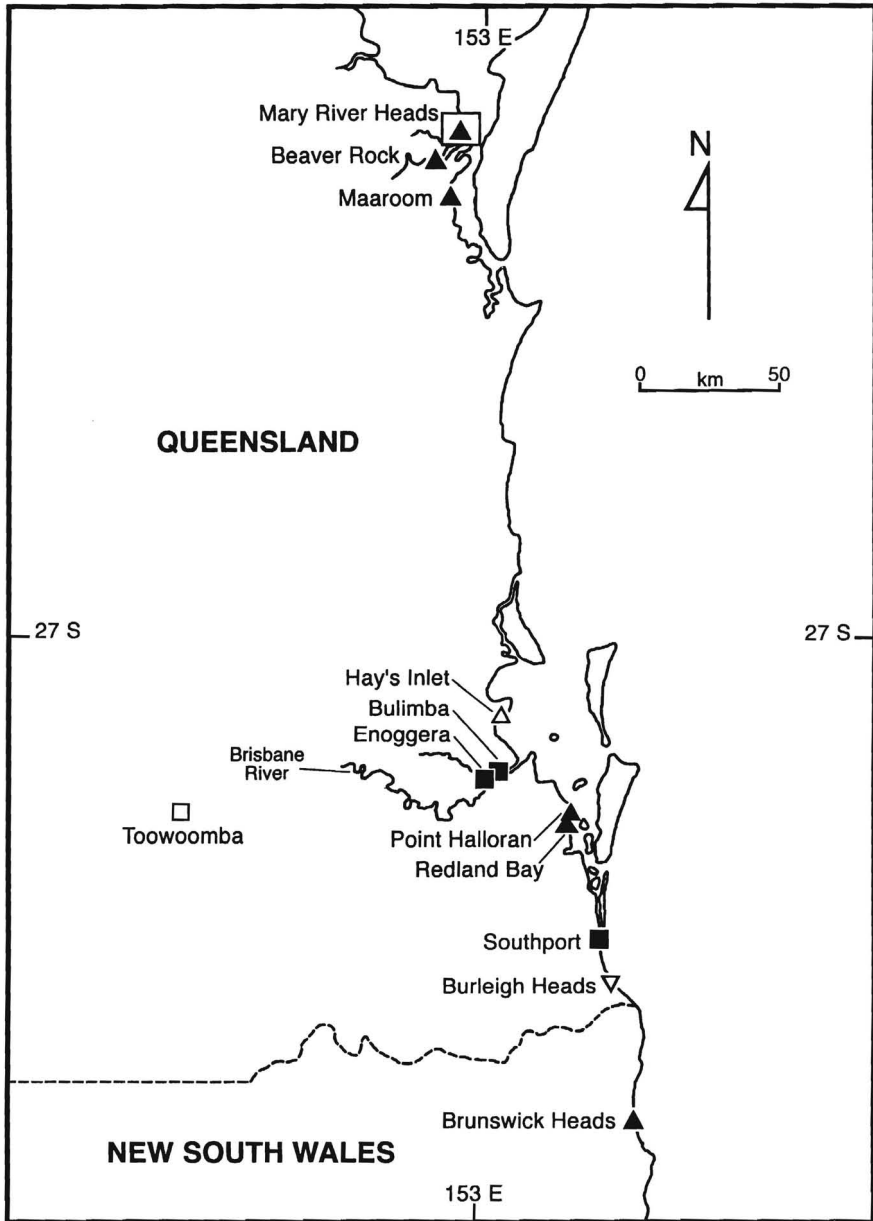 153 E
Mary River Heads
Beaver Rock
Maaroom
N
0 km 50
QUEENSLAND
27 S 27 S
Hay's Inlet
Bulimba
Enoggera
Brisbane
River
Toowoomba
Point Halloran
Redland Bay
Southport
Burleigh Heads
Brunswick Heads
NEW SOUTH WALES
153 E